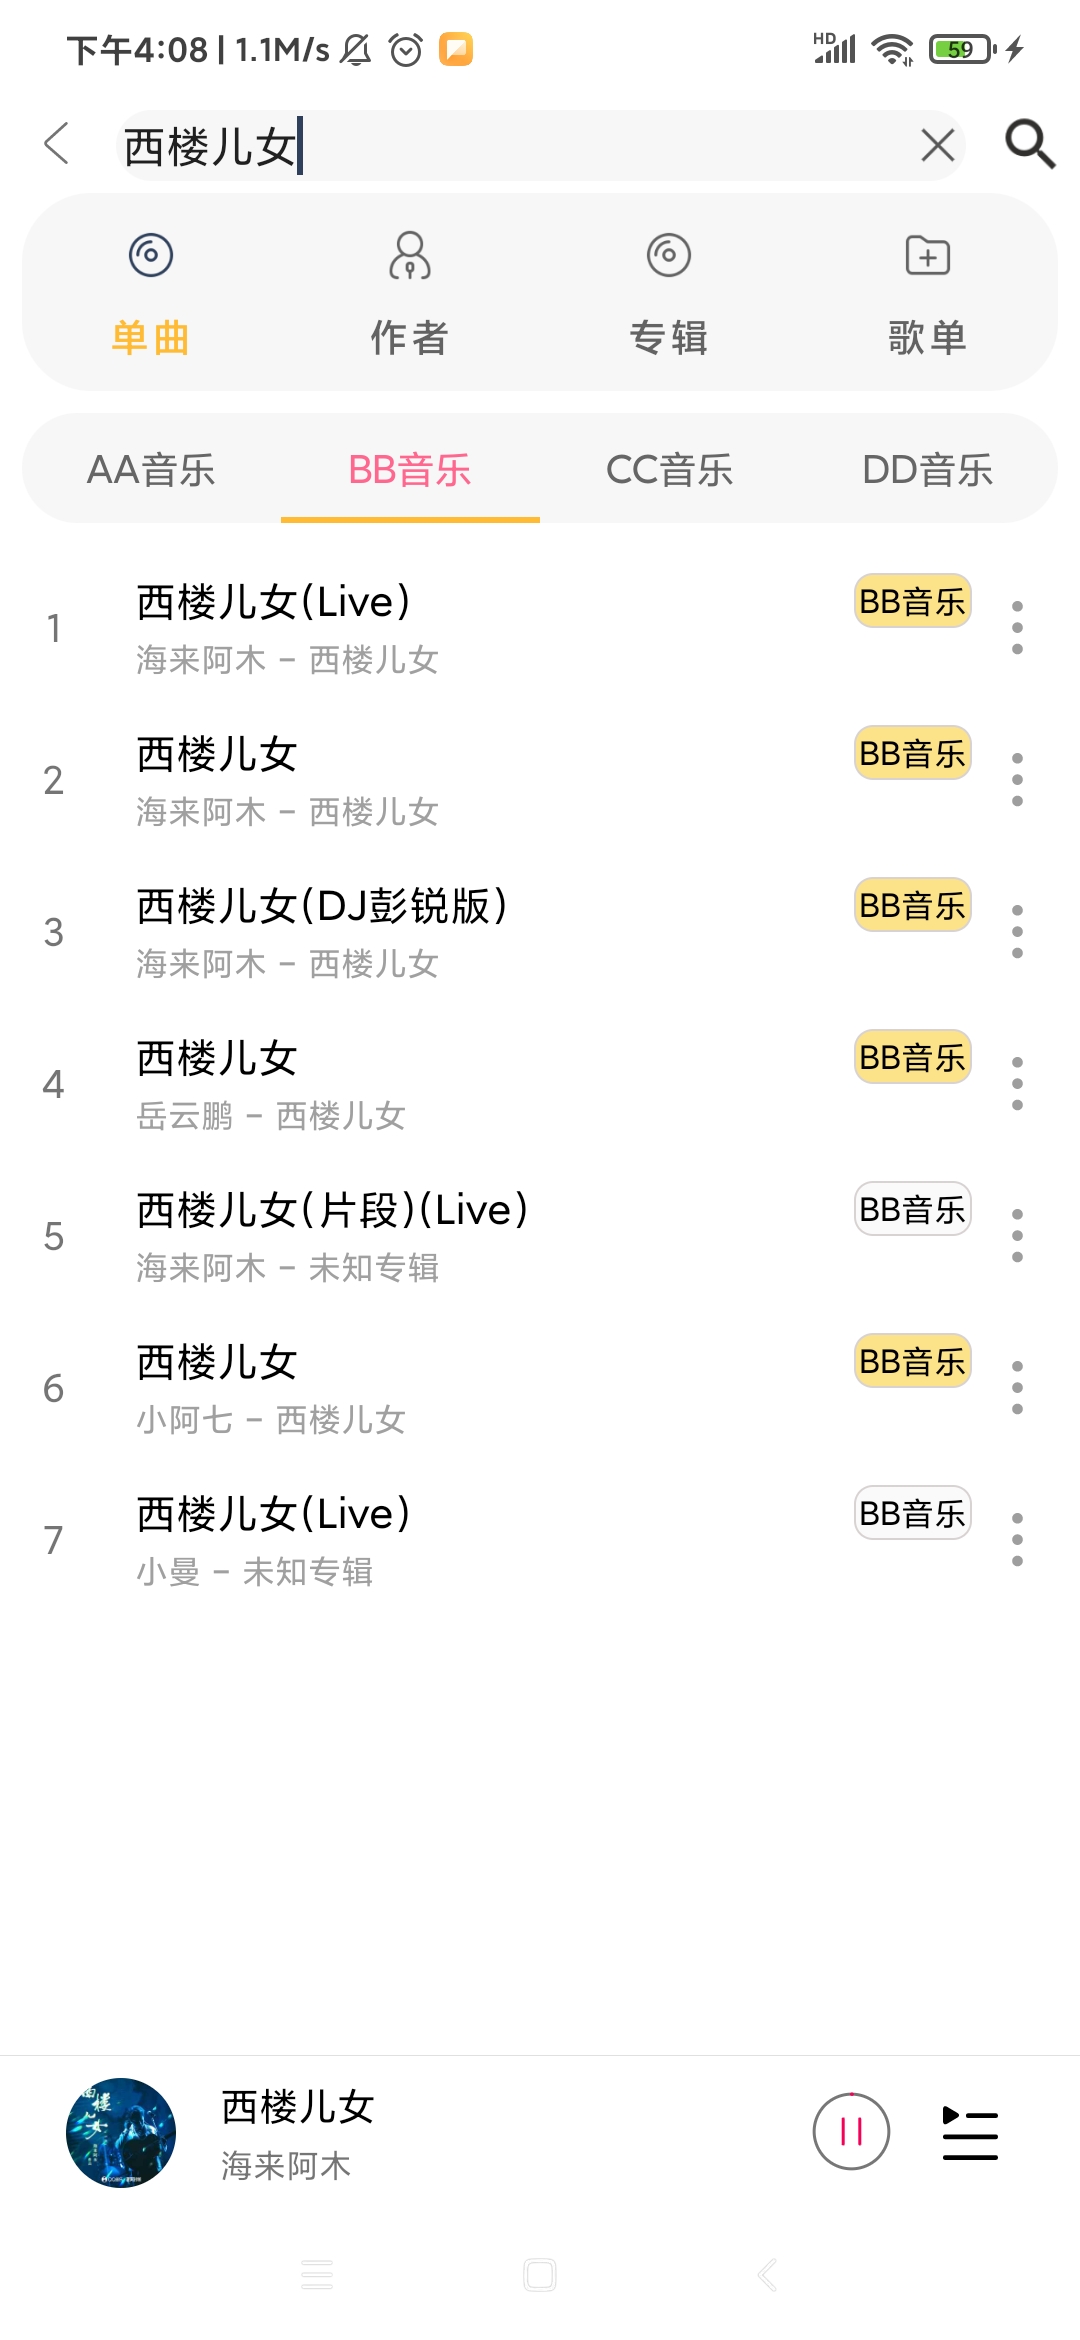 下午4:08 | 1.1M/s HD 59
西楼儿女
单曲 作者 专辑 歌单
AA音乐 BB音乐 CC音乐 DD音乐
1 西楼儿女(Live) BB音乐
海来阿木 - 西楼儿女
2 西楼儿女 BB音乐
海来阿木 - 西楼儿女
3 西楼儿女(DJ彭锐版) BB音乐
海来阿木 - 西楼儿女
4 西楼儿女 BB音乐
岳云鹏 - 西楼儿女
5 西楼儿女(片段)(Live) BB音乐
海来阿木 - 未知专辑
6 西楼儿女 BB音乐
小阿七 - 西楼儿女
7 西楼儿女(Live) BB音乐
小曼 - 未知专辑
西楼儿女
西楼儿女
海来阿木